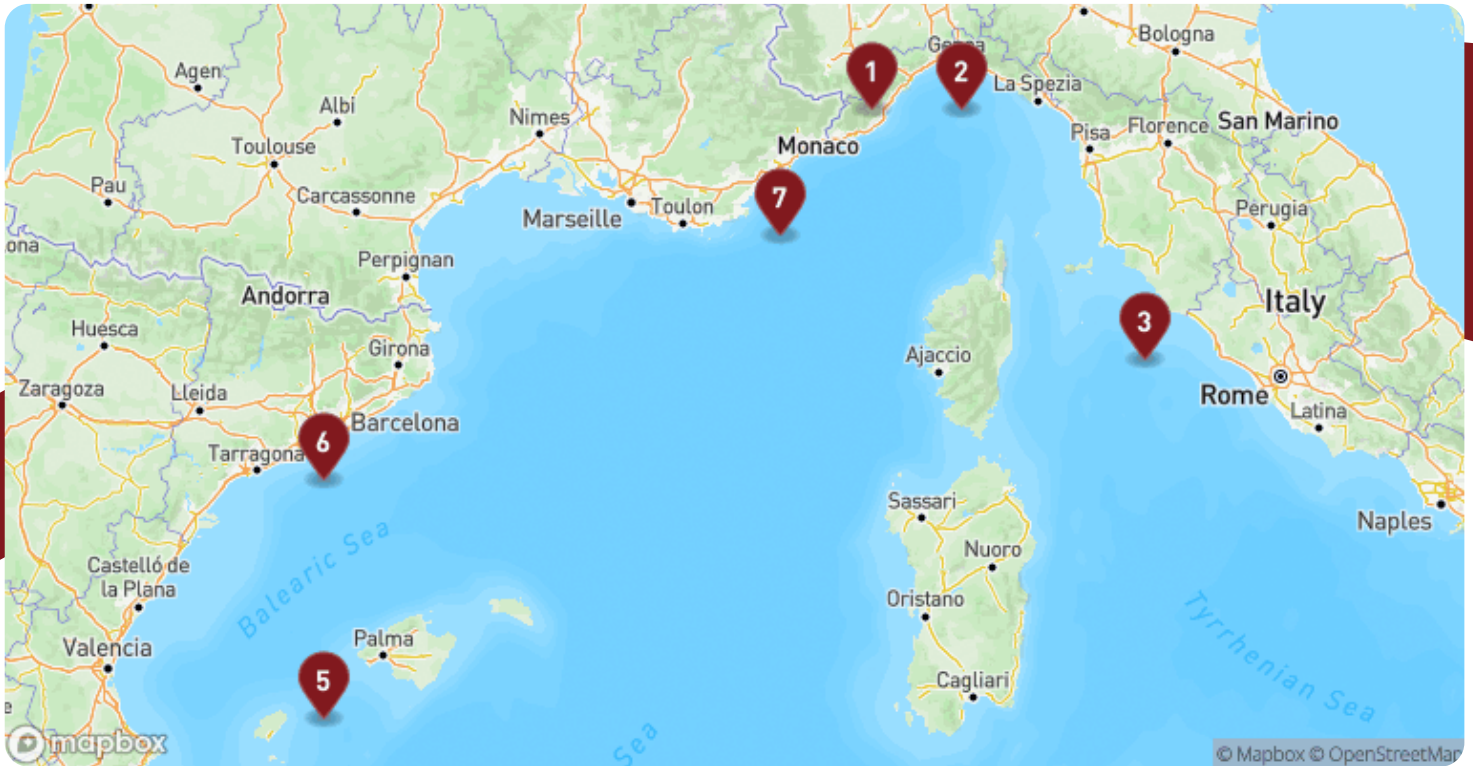 Bologna
Genoa
1
2
Agen
La Spezia
Albi
Nimes
Pisa
Florence
San Marino
Toulouse
Monaco
Pau
Carcassonne
7
Marseille
Toulon
Perugia
ona
Perpignan
Andorra
Italy
3
Huesca
Girona
Ajaccio
Zaragoza
Lleida
Rome
Latina
Barcelona
6
Tarragona
Sassari
Naples
Balearic Sea
Nuoro
Castelló de
la Plana
Oristano
Tyrrhenian Sea
Palma
Valencia
5
Cagliari
e
Sea
mapbox
© Mapbox © OpenStreetMap